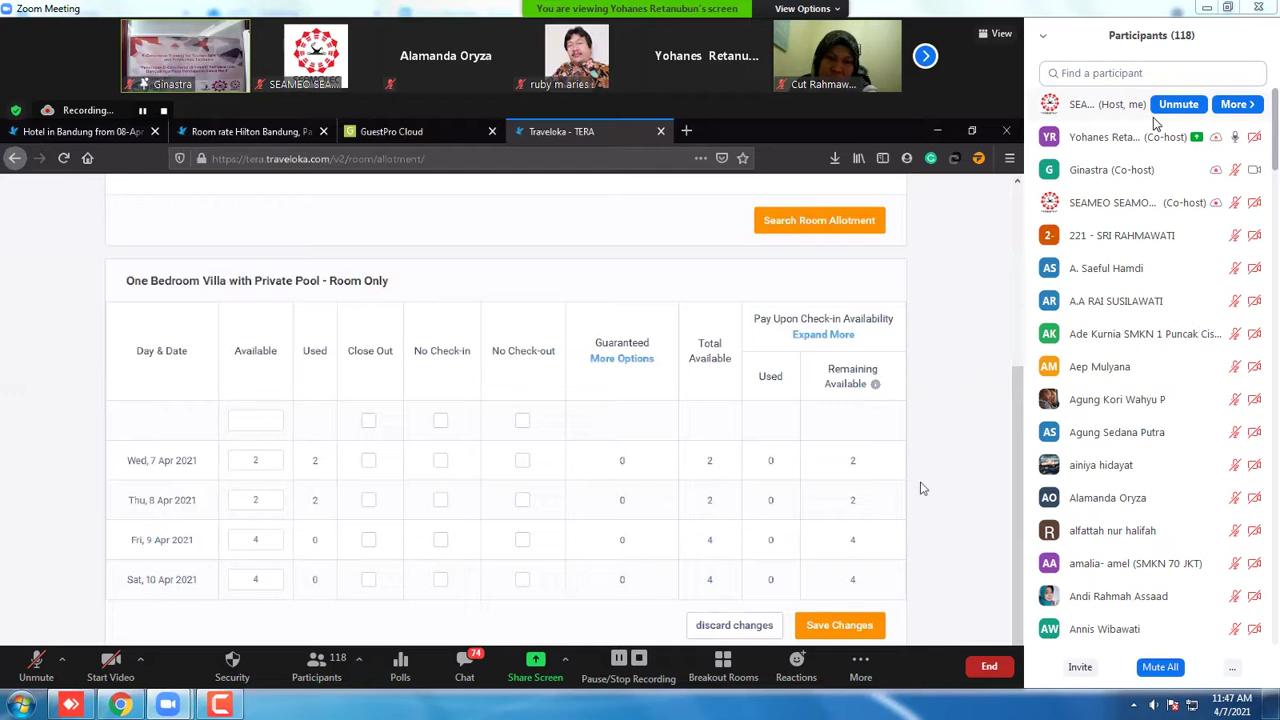 Zoom Meeting
You are viewing Yohanes Retanubun's screen
View Options
Ginastra
SEAMEO SEA...
Alamanda Oryza
ruby m aries i
Yohanes Retanu...
Cut Rahmaw...
View
Recording...
Hotel in Bandung from 08-Apr
Room rate Hilton Bandung, Pa
GuestPro Cloud
Traveloka - TERA
https://tera.traveloka.com/v2/room/allotment/
Search Room Allotment
One Bedroom Villa with Private Pool - Room Only
Day & Date
Available
Used
Close Out
No Check-in
No Check-out
Guaranteed
More Options
Total
Available
Pay Upon Check-in Availability
Expand More
Used
Remaining
Available
Wed, 7 Apr 2021 2 2 0 2 0 2
Thu, 8 Apr 2021 2 2 0 2 0 2
Fri, 9 Apr 2021 4 0 0 4 0 4
Sat, 10 Apr 2021 4 0 0 4 0 4
discard changes
Save Changes
Participants (118)
Find a participant
SEA... (Host, me) Unmute More
YR Yohanes Reta... (Co-host)
G Ginastra (Co-host)
SEAMEO SEAMO... (Co-host)
2- 221 - SRI RAHMAWATI
AS A. Saeful Hamdi
AR A.A RAI SUSILAWATI
AK Ade Kurnia SMKN 1 Puncak Cis...
AM Aep Mulyana
Agung Kori Wahyu P
AS Agung Sedana Putra
ainiya hidayat
AO Alamanda Oryza
R alfattah nur halifah
AA amalia- amel (SMKN 70 JKT)
Andi Rahmah Assaad
AW Annis Wibawati
Invite
Mute All
...
Unmute
Start Video
Security
118
Participants
Polls
74
Chat
Share Screen
Pause/Stop Recording
Breakout Rooms
Reactions
More
End
11:47 AM
4/7/2021